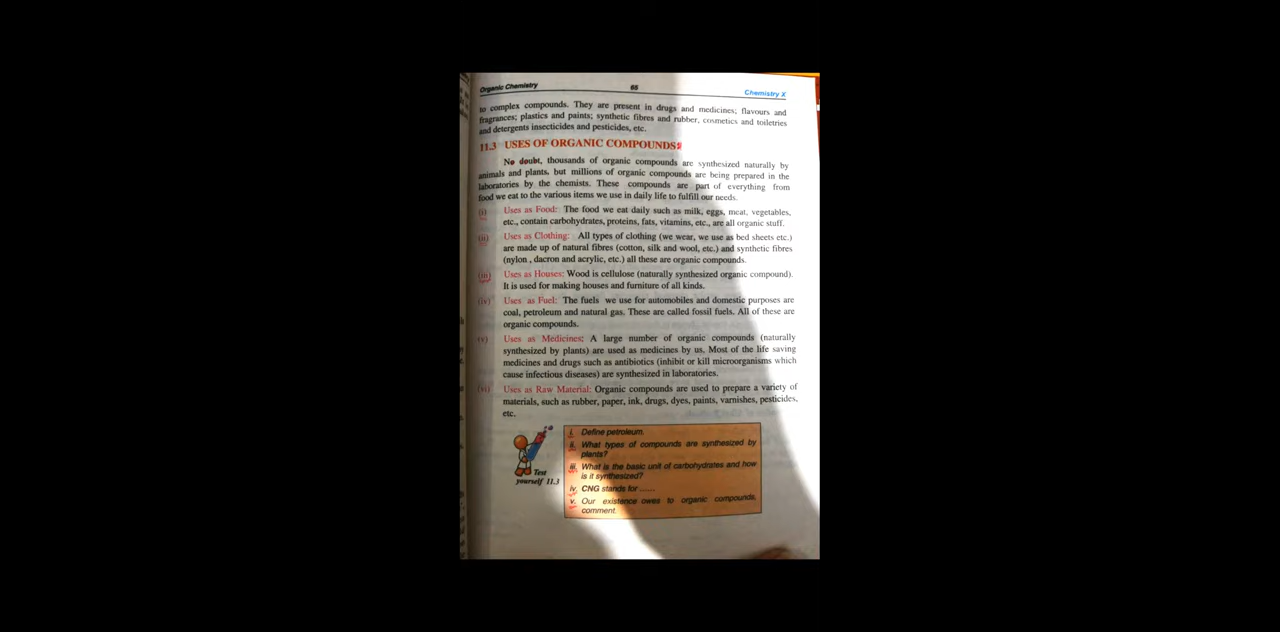 Organic Chemistry 65 Chemistry X
to complex compounds. They are present in drugs and medicines; flavours and
fragrances; plastics and paints; synthetic fibres and rubber, cosmetics and toiletries
and detergents insecticides and pesticides, etc.
11.3 USES OF ORGANIC COMPOUNDS
No doubt, thousands of organic compounds are synthesized naturally by
animals and plants, but millions of organic compounds are being prepared in the
laboratories by the chemists. These compounds are part of everything from
food we eat to the various items we use in daily life to fulfill our needs.
(i) Uses as Food: The food we eat daily such as milk, eggs, meat, vegetables,
etc., contain carbohydrates, proteins, fats, vitamins, etc., are all organic stuff.
(ii) Uses as Clothing: All types of clothing (we wear, we use as bed sheets etc.)
are made up of natural fibres (cotton, silk and wool, etc.) and synthetic fibres
(nylon , dacron and acrylic, etc.) all these are organic compounds.
(iii) Uses as Houses: Wood is cellulose (naturally synthesized organic compound).
It is used for making houses and furniture of all kinds.
(iv) Uses as Fuel: The fuels we use for automobiles and domestic purposes are
coal, petroleum and natural gas. These are called fossil fuels. All of these are
organic compounds.
(v) Uses as Medicines: A large number of organic compounds (naturally
synthesized by plants) are used as medicines by us. Most of the life saving
medicines and drugs such as antibiotics (inhibit or kill microorganisms which
cause infectious diseases) are synthesized in laboratories.
(vi) Uses as Raw Material: Organic compounds are used to prepare a variety of
materials, such as rubber, paper, ink, drugs, dyes, paints, varnishes, pesticides,
etc.
Test
yourself 11.3
i. Define petroleum.
ii. What types of compounds are synthesized by
plants?
iii. What is the basic unit of carbohydrates and how
is it synthesized?
iv. CNG stands for ......
v. Our existence owes to organic compounds,
comment.